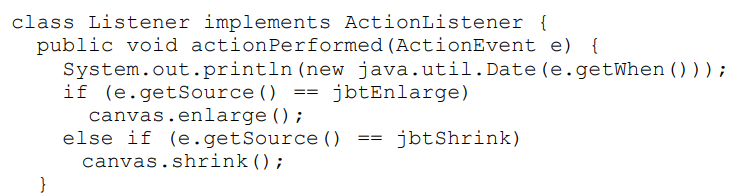 class Listener implements ActionListener {
  public void actionPerformed(ActionEvent e) {
    System.out.println(new java.util.Date(e.getWhen()));
    if (e.getSource() == jbtEnlarge)
      canvas.enlarge();
    else if (e.getSource() == jbtShrink)
      canvas.shrink();
  }